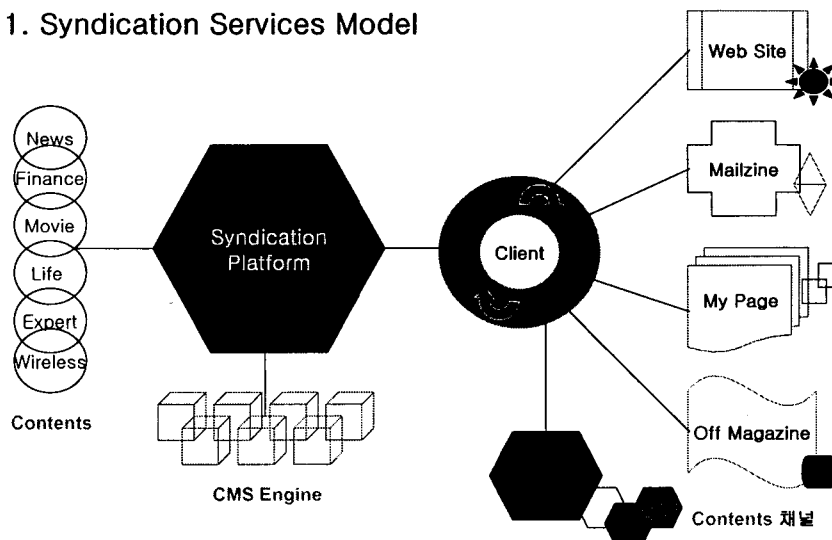 1. Syndication Services Model
News
Finance
Movie
Life
Expert
Wireless
Contents
Syndication
Platform
CMS Engine
Client
Web Site
Mailzine
My Page
Off Magazine
Contents 채널